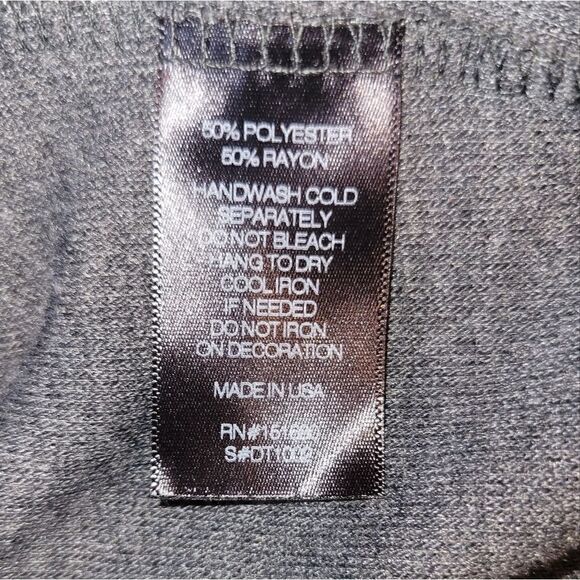 50% POLYESTER
50% RAYON
HANDWASH COLD
SEPARATELY
DO NOT BLEACH
HANG TO DRY
COOL IRON
IF NEEDED
DO NOT IRON
ON DECORATION
MADE IN USA